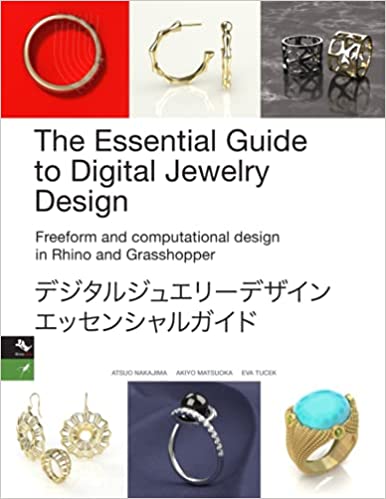 The Essential Guide
to Digital Jewelry
Design
Freeform and computational design
in Rhino and Grasshopper
デジタルジュエリーデザイン
エッセンシャルガイド
ATSUO NAKAJIMA AKIYO MATSUOKA EVA TUCEK